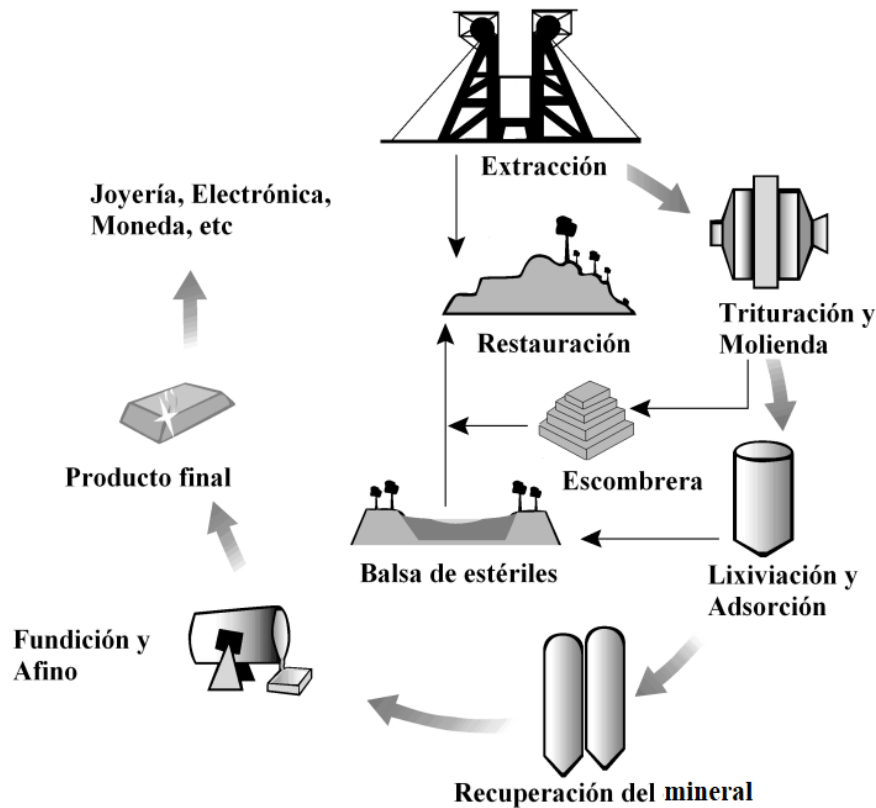 Extracción
Joyería, Electrónica,
Moneda, etc
Trituración y
Molienda
Restauración
Escombrera
Producto final
Balsa de estériles
Lixiviación y
Adsorción
Fundición y
Afino
Recuperación del mineral